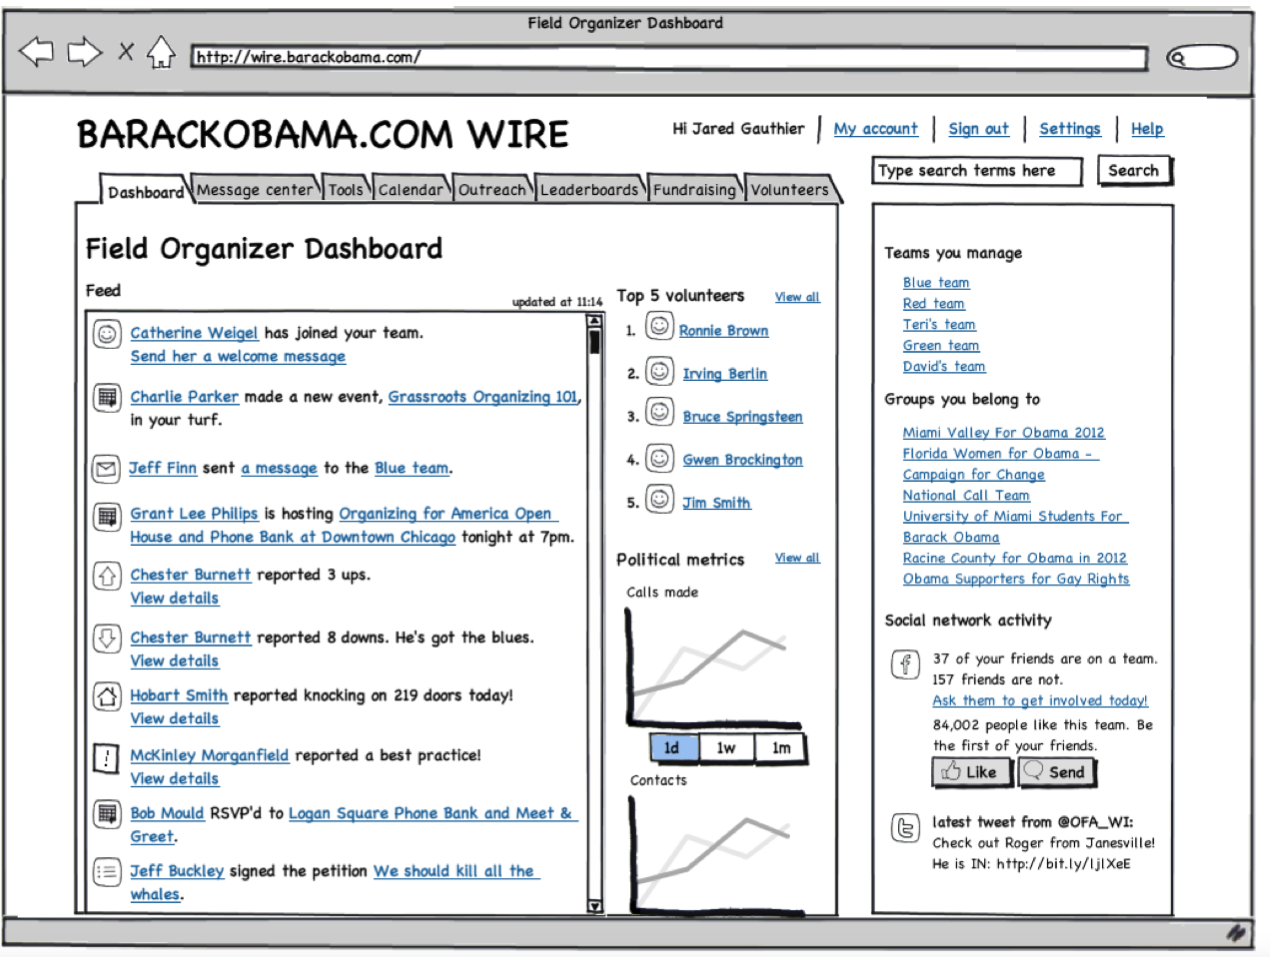 Field Organizer Dashboard
http://wire.barackobama.com/
BARACKOBAMA.COM WIRE
Hi Jared Gauthier
My account
Sign out
Settings
Help
Type search terms here
Search
Dashboard
Message center
Tools
Calendar
Outreach
Leaderboards
Fundraising
Volunteers
Field Organizer Dashboard
Feed
updated at 11:14
Catherine Weigel has joined your team.
Send her a welcome message
Charlie Parker made a new event, Grassroots Organizing 101,
in your turf.
Jeff Finn sent a message to the Blue team.
Grant Lee Philips is hosting Organizing for America Open
House and Phone Bank at Downtown Chicago tonight at 7pm.
Chester Burnett reported 3 ups.
View details
Chester Burnett reported 8 downs. He's got the blues.
View details
Hobart Smith reported knocking on 219 doors today!
View details
McKinley Morganfield reported a best practice!
View details
Bob Mould RSVP'd to Logan Square Phone Bank and Meet &
Greet.
Jeff Buckley signed the petition We should kill all the
whales.
Top 5 volunteers
View all
1. Ronnie Brown
2. Irving Berlin
3. Bruce Springsteen
4. Gwen Brockington
5. Jim Smith
Political metrics
View all
Calls made
1d
1w
1m
Contacts
Teams you manage
Blue team
Red team
Teri's team
Green team
David's team
Groups you belong to
Miami Valley For Obama 2012
Florida Women for Obama -
Campaign for Change
National Call Team
University of Miami Students For
Barack Obama
Racine County for Obama in 2012
Obama Supporters for Gay Rights
Social network activity
37 of your friends are on a team.
157 friends are not.
Ask them to get involved today!
84,002 people like this team. Be
the first of your friends.
Like
Send
latest tweet from @OFA_WI:
Check out Roger from Janesville!
He is IN: http://bit.ly/ljlXeE